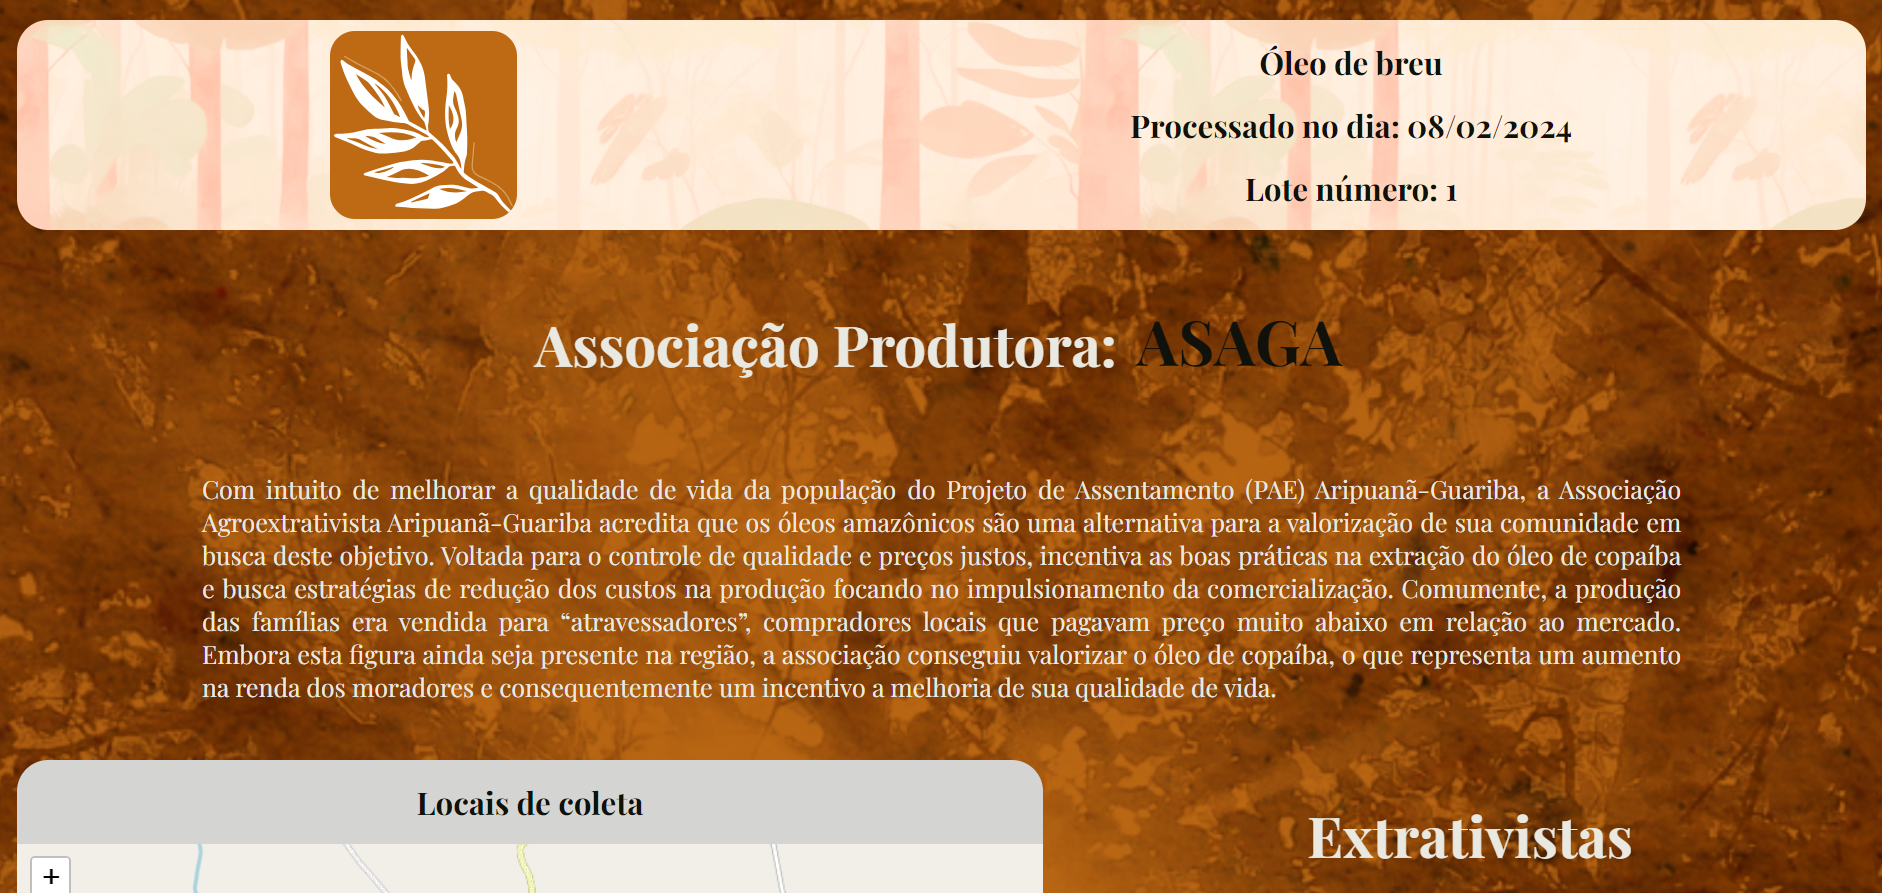 Óleo de breu
Processado no dia: 08/02/2024
Lote número: 1
Associação Produtora: ASAGA
Com intuito de melhorar a qualidade de vida da população do Projeto de Assentamento (PAE) Aripuanã-Guariba, a Associação
Agroextrativista Aripuanã-Guariba acredita que os óleos amazônicos são uma alternativa para a valorização de sua comunidade em
busca deste objetivo. Voltada para o controle de qualidade e preços justos, incentiva as boas práticas na extração do óleo de copaíba
e busca estratégias de redução dos custos na produção focando no impulsionamento da comercialização. Comumente, a produção
das famílias era vendida para “atravessadores”, compradores locais que pagavam preço muito abaixo em relação ao mercado.
Embora esta figura ainda seja presente na região, a associação conseguiu valorizar o óleo de copaíba, o que representa um aumento
na renda dos moradores e consequentemente um incentivo a melhoria de sua qualidade de vida.
Locais de coleta
Extrativistas
+